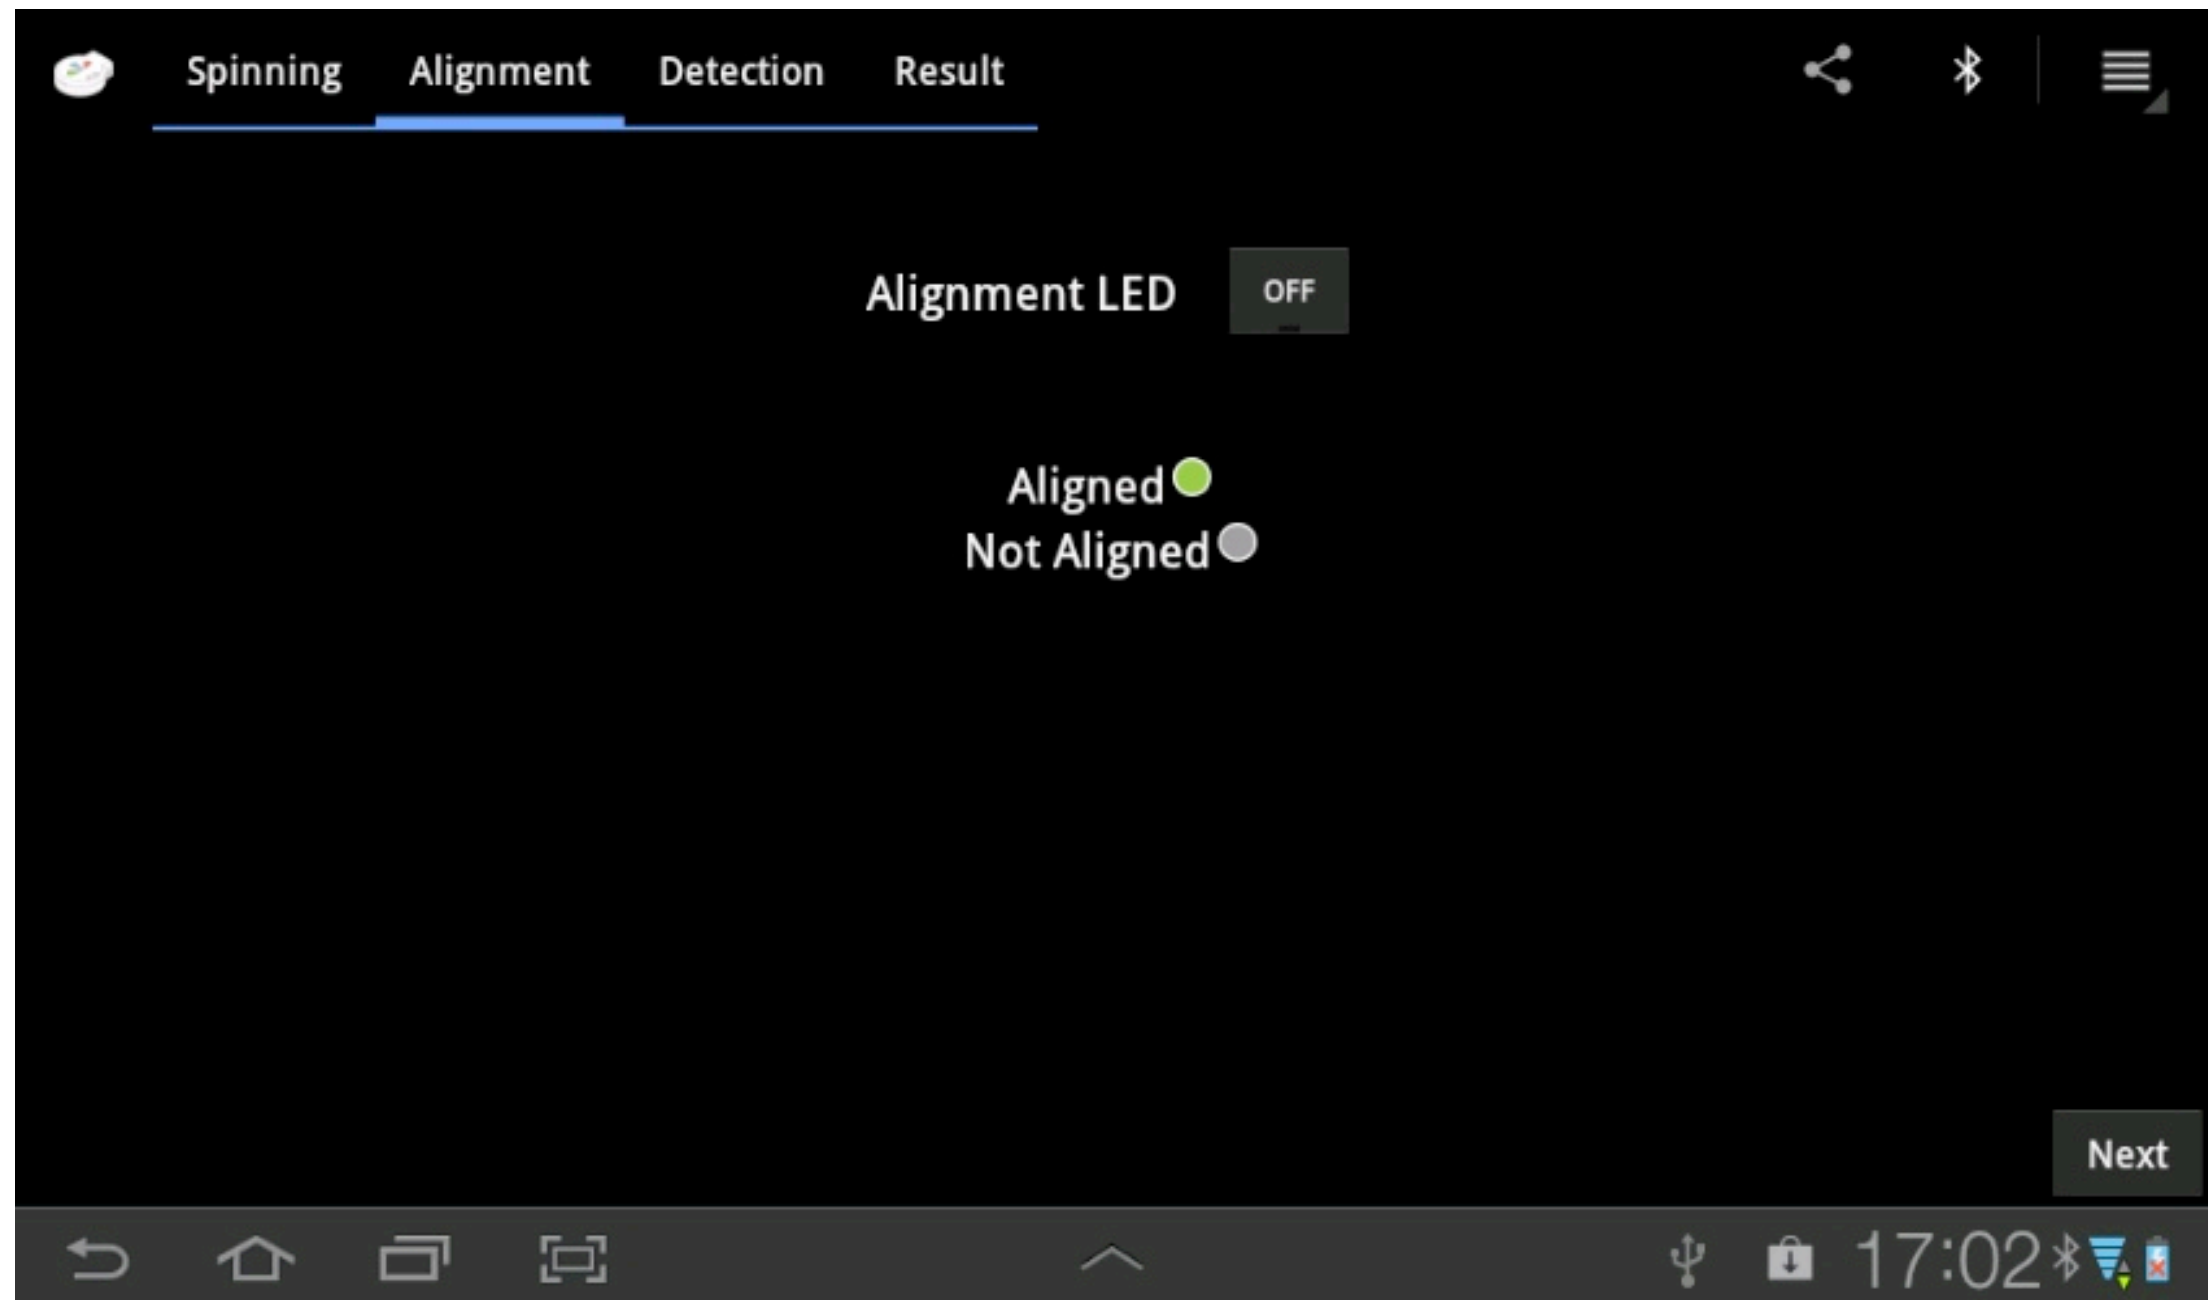 Spinning Alignment Detection Result
Alignment LED OFF
Aligned
Not Aligned
Next
17:02